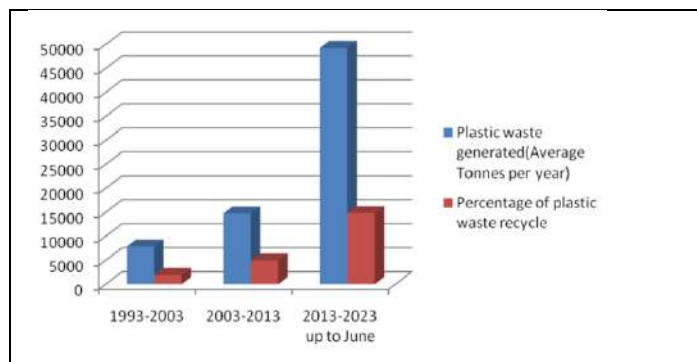 50000
45000
40000
35000
30000
25000
20000
15000
10000
5000
0
1993-2003
2003-2013
2013-2023
up to June
Plastic waste
generated(Average
Tonnes per year)
Percentage of plastic
waste recycle